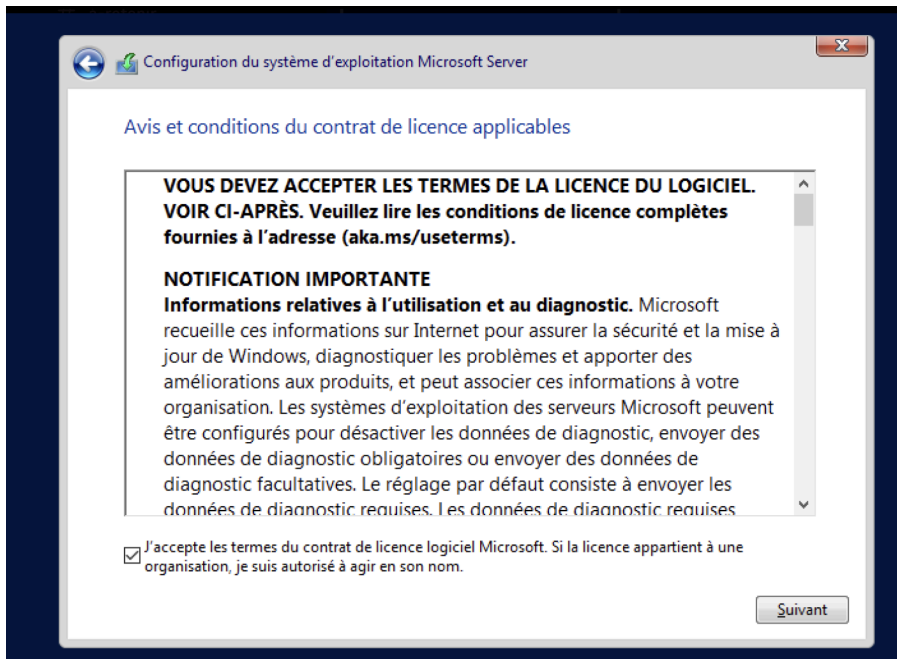 Configuration du système d'exploitation Microsoft Server
Avis et conditions du contrat de licence applicables
VOUS DEVEZ ACCEPTER LES TERMES DE LA LICENCE DU LOGICIEL.
VOIR CI-APRÈS. Veuillez lire les conditions de licence complètes
fournies à l'adresse (aka.ms/useterms).
NOTIFICATION IMPORTANTE
Informations relatives à l'utilisation et au diagnostic. Microsoft
recueille ces informations sur Internet pour assurer la sécurité et la mise à
jour de Windows, diagnostiquer les problèmes et apporter des
améliorations aux produits, et peut associer ces informations à votre
organisation. Les systèmes d'exploitation des serveurs Microsoft peuvent
être configurés pour désactiver les données de diagnostic, envoyer des
données de diagnostic obligatoires ou envoyer des données de
diagnostic facultatives. Le réglage par défaut consiste à envoyer les
données de diagnostic requises. Les données de diagnostic requises
J'accepte les termes du contrat de licence logiciel Microsoft. Si la licence appartient à une
organisation, je suis autorisé à agir en son nom.
Suivant